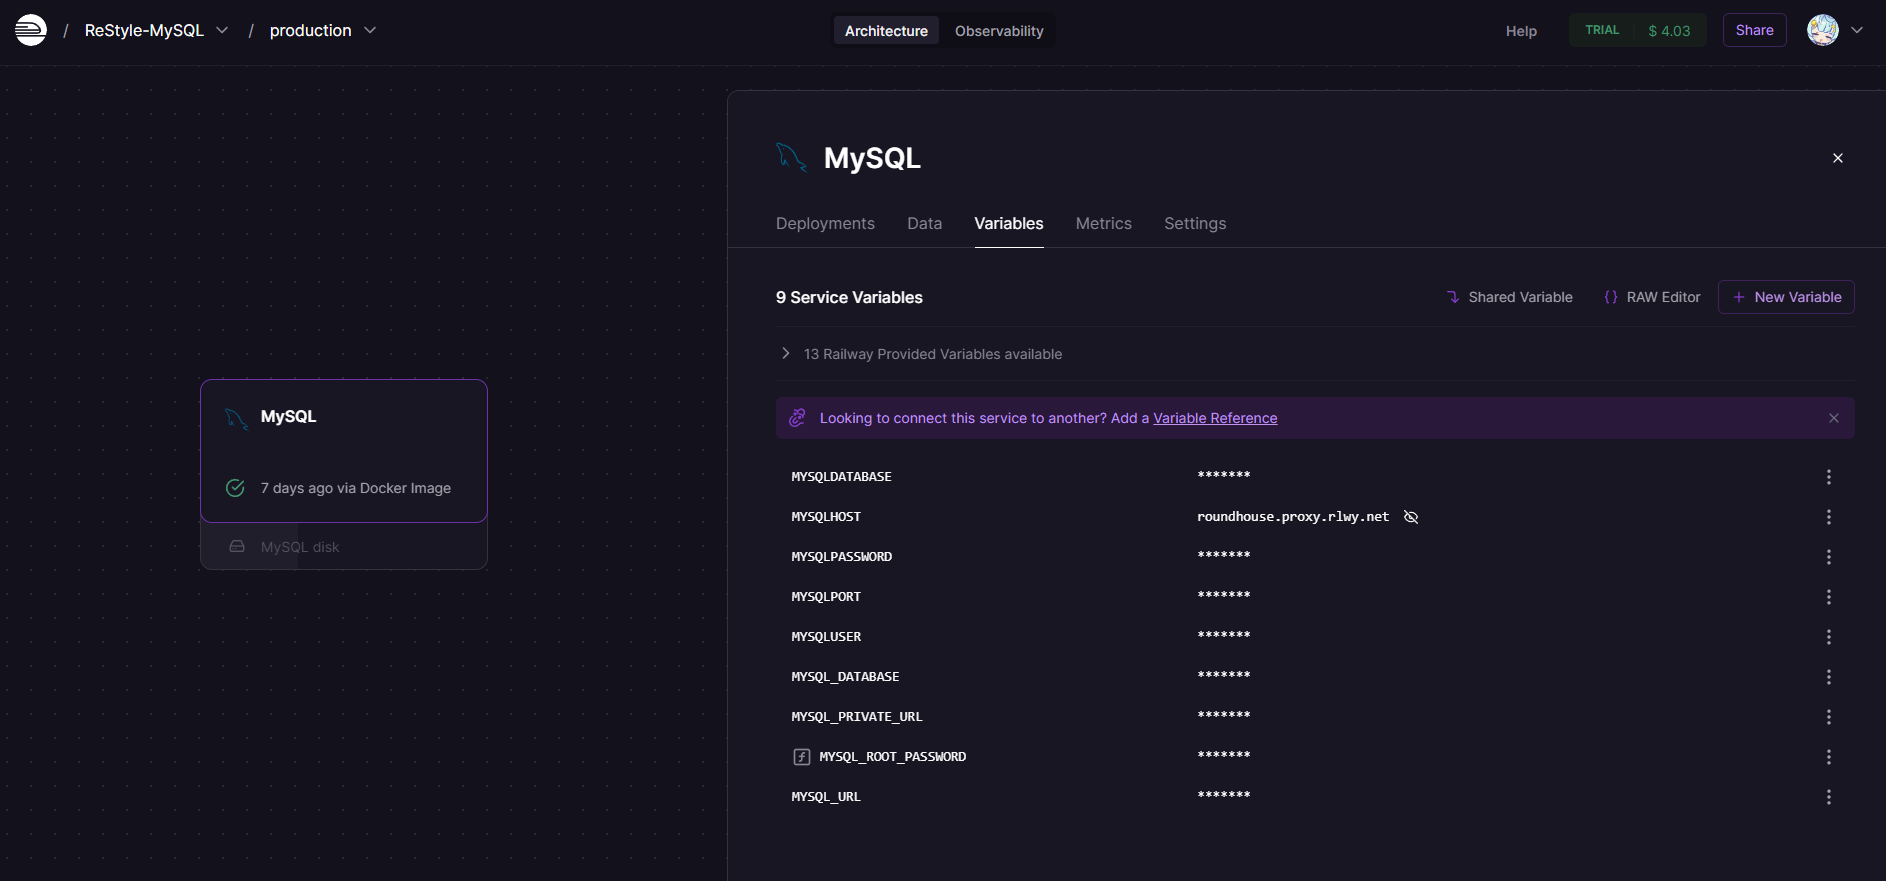 / ReStyle-MySQL / production
Architecture Observability
Help TRIAL $ 4.03 Share
MySQL
Deployments Data Variables Metrics Settings
9 Service Variables Shared Variable {} RAW Editor + New Variable
13 Railway Provided Variables available
Looking to connect this service to another? Add a Variable Reference
MYSQLDATABASE *******
MYSQLHOST roundhouse.proxy.rlwy.net
MYSQLPASSWORD *******
MYSQLPORT *******
MYSQLUSER *******
MYSQL_DATABASE *******
MYSQL_PRIVATE_URL *******
MYSQL_ROOT_PASSWORD *******
MYSQL_URL *******
MySQL
7 days ago via Docker Image
MySQL disk